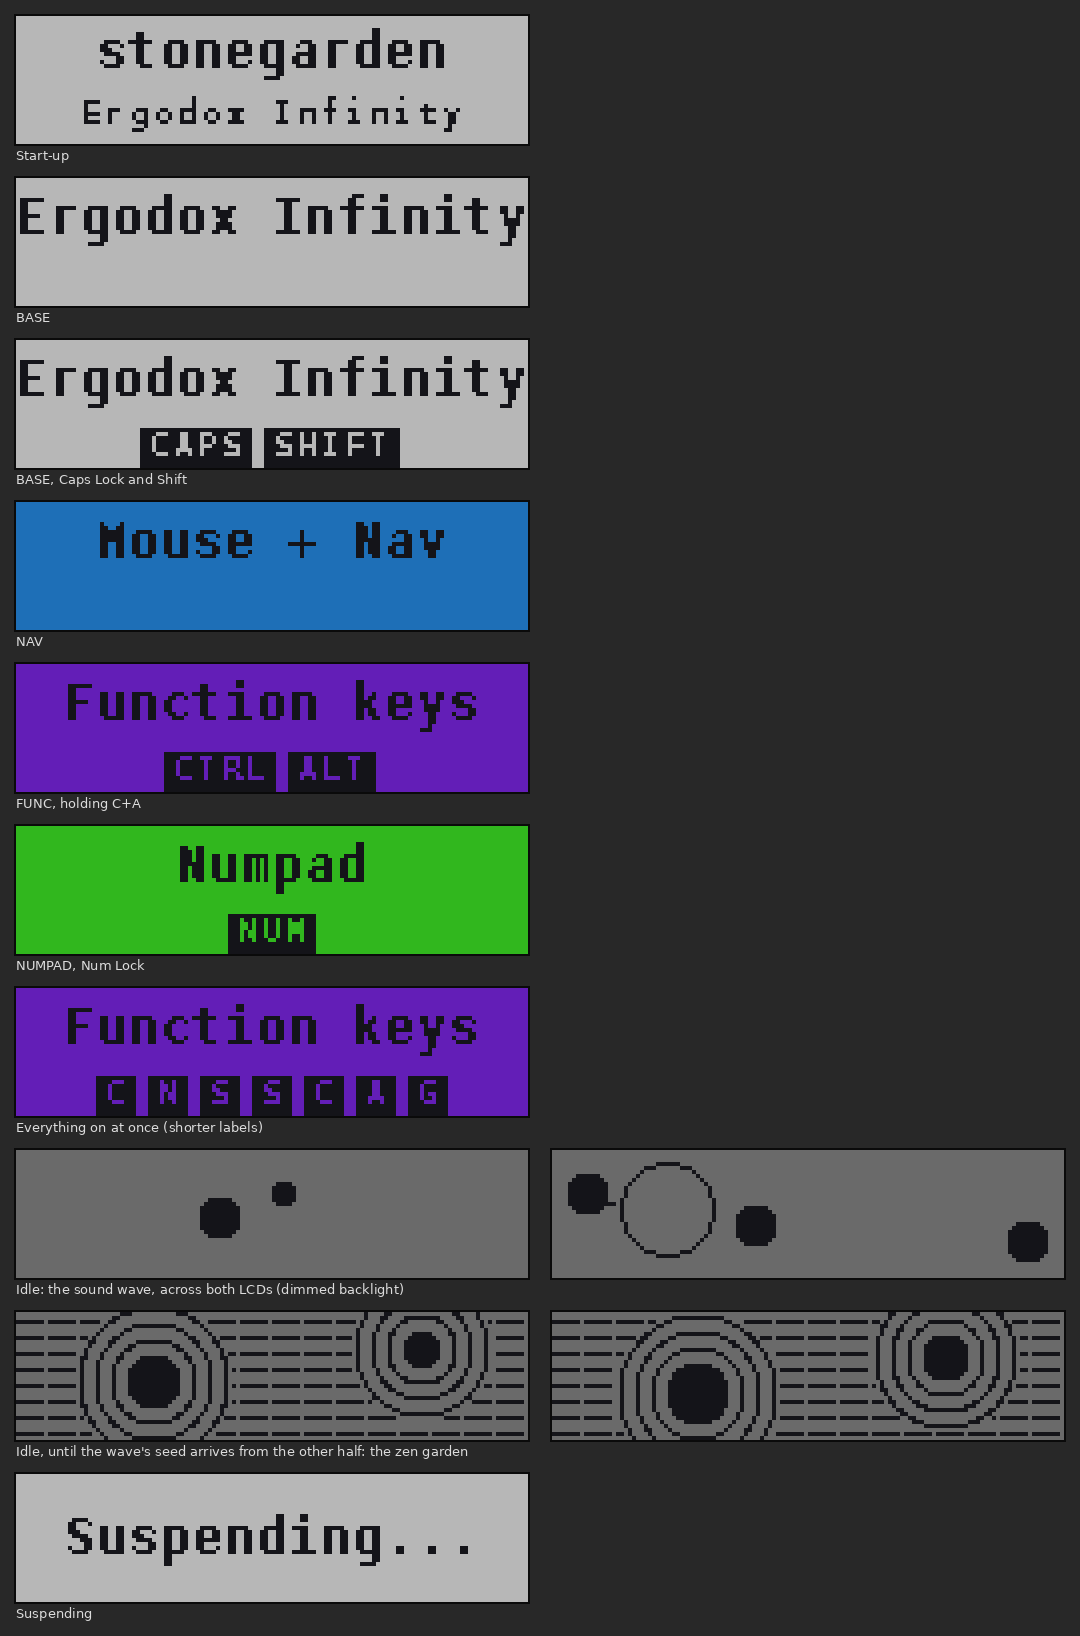 stonegarden
Ergodox Infinity
Start-up
Ergodox Infinity
BASE
Ergodox Infinity
CAPS SHIFT
BASE, Caps Lock and Shift
Mouse + Nav
NAV
Function keys
CTRL ALT
FUNC, holding C+A
Numpad
NUM
NUMPAD, Num Lock
Function keys
C N S S C A G
Everything on at once (shorter labels)
Idle: the sound wave, across both LCDs (dimmed backlight)
Idle, until the wave's seed arrives from the other half: the zen garden
Suspending...
Suspending